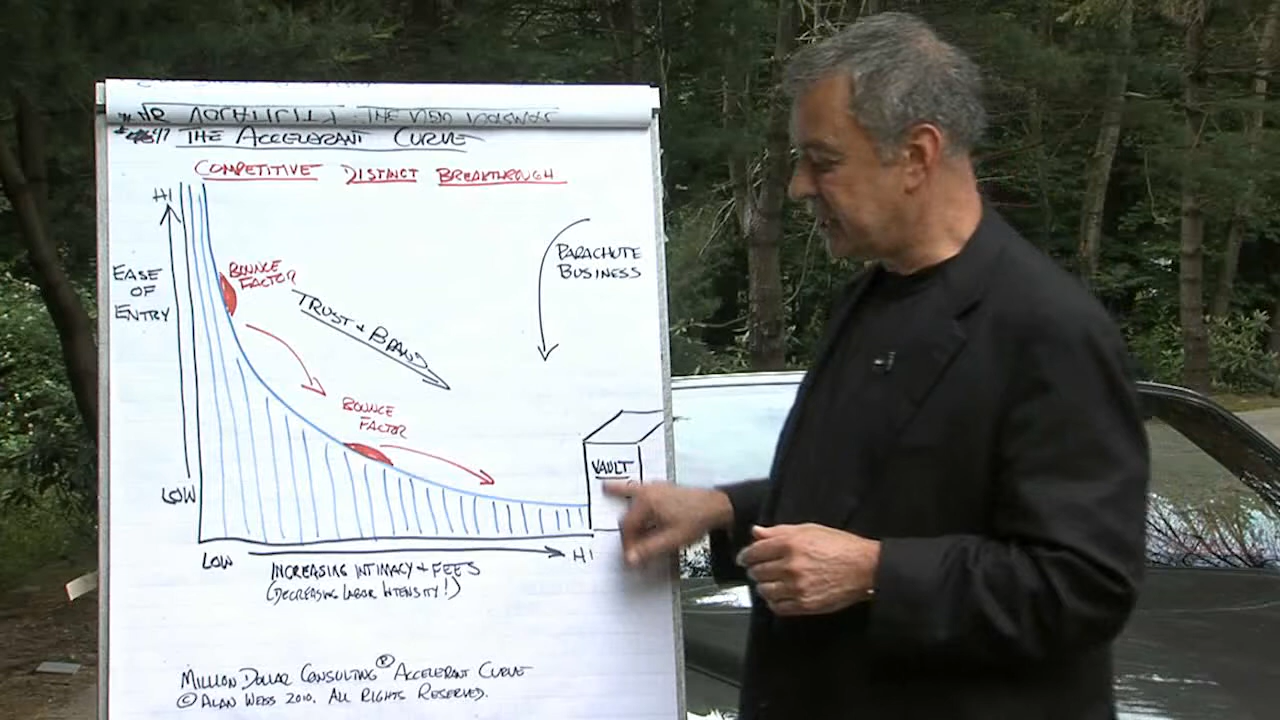 THE ACCELERANT CURVE
COMPETITIVE DISTINCT BREAKTHROUGH
HI
EASE OF ENTRY
LOW
BOUNCE FACTOR
TRUST & BRAND
BOUNCE FACTOR
PARACHUTE BUSINESS
VAULT
LOW
HI
INCREASING INTIMACY & FEES
(DECREASING LABOR INTENSITY!)
MILLION DOLLAR CONSULTING® ACCELERANT CURVE
© ALAN WEISS 2010. ALL RIGHTS RESERVED.